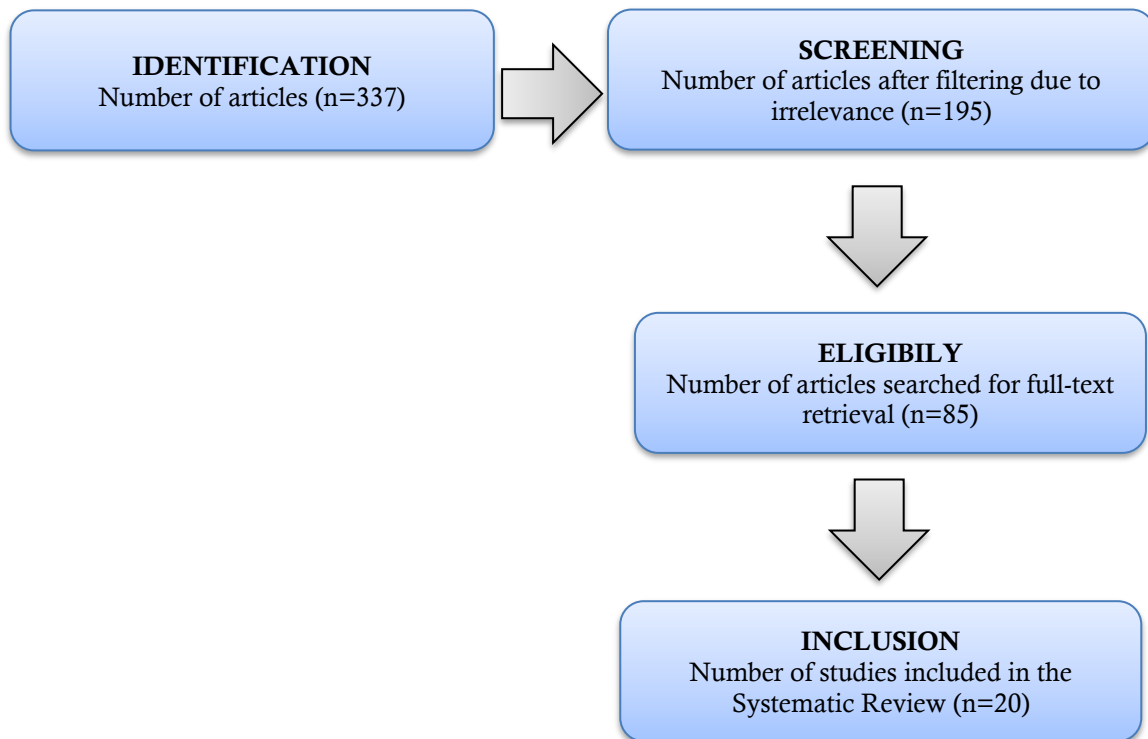 IDENTIFICATION
Number of articles (n=337)
SCREENING
Number of articles after filtering due to
irrelevance (n=195)
ELIGIBILY
Number of articles searched for full-text
retrieval (n=85)
INCLUSION
Number of studies included in the
Systematic Review (n=20)